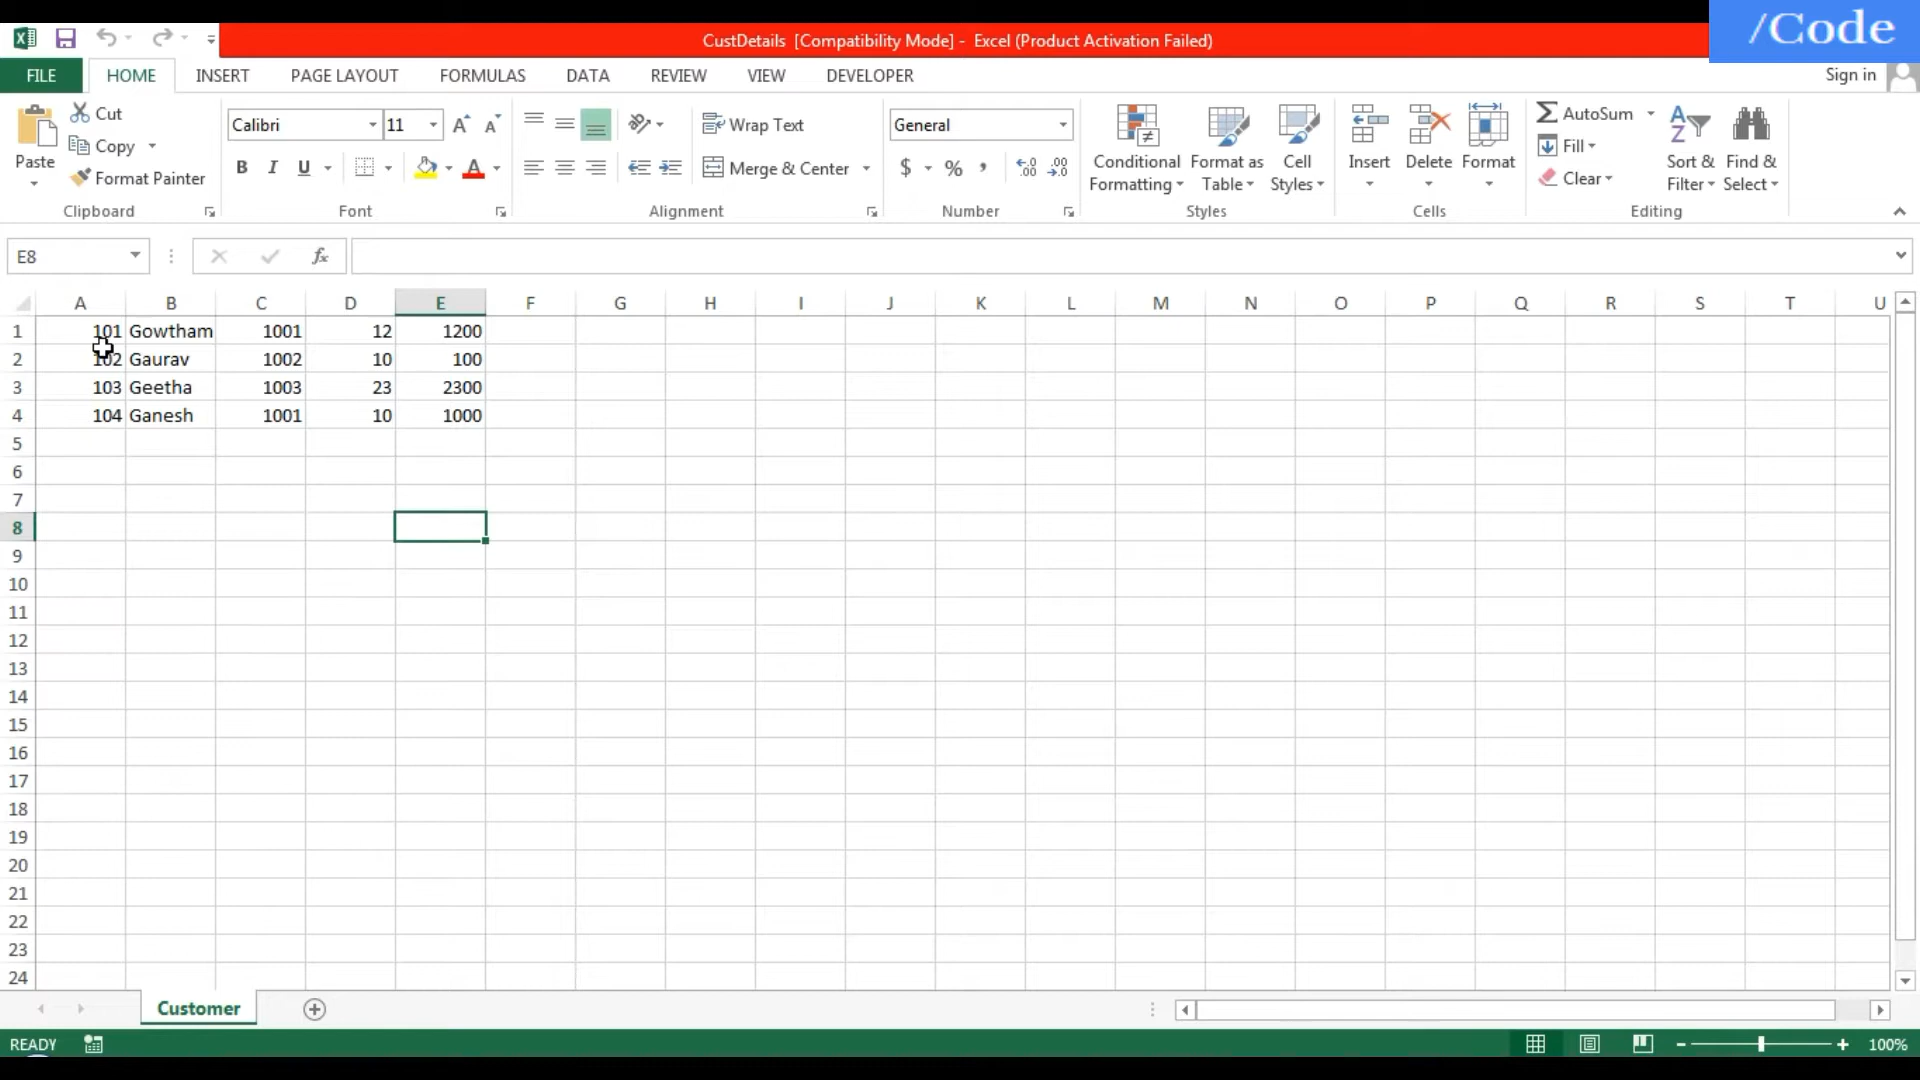 /Code
CustDetails [Compatibility Mode] - Excel (Product Activation Failed)
FILE HOME INSERT PAGE LAYOUT FORMULAS DATA REVIEW VIEW DEVELOPER Sign in
Paste
Cut
Copy
Format Painter
Clipboard
Calibri 11
B I U
Font
Wrap Text
Merge & Center
Alignment
General
$ % ,
Number
Conditional Formatting
Format as Table
Cell Styles
Styles
Insert Delete Format
Cells
AutoSum
Fill
Clear
Sort & Filter
Find & Select
Editing
E8 fx
A B C D E F G H I J K L M N O P Q R S T U
1 101 Gowtham 1001 12 1200
2 102 Gaurav 1002 10 100
3 103 Geetha 1003 23 2300
4 104 Ganesh 1001 10 1000
5
6
7
8
9
10
11
12
13
14
15
16
17
18
19
20
21
22
23
24
Customer
READY 100%